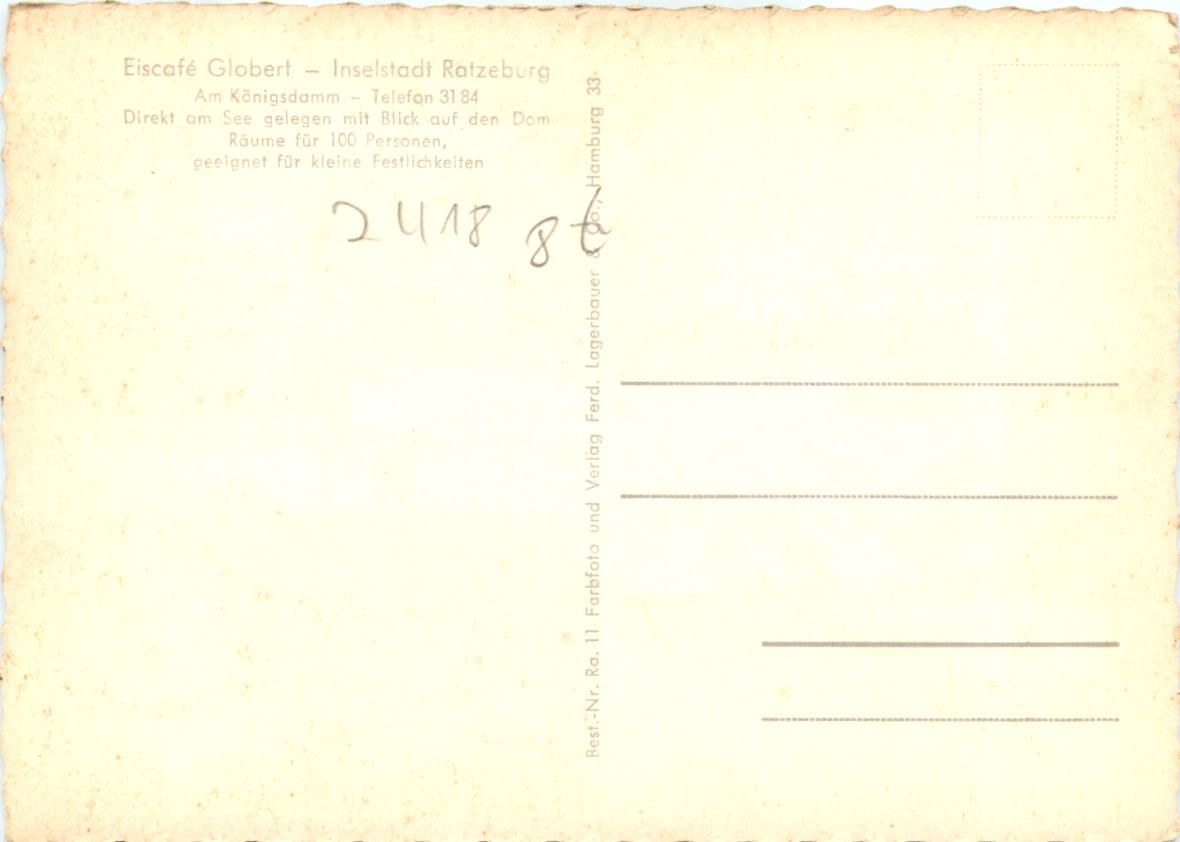 Eiscafé Globert – Inselstadt Ratzeburg
Am Königsdamm – Telefon 31 84
Direkt am See gelegen mit Blick auf den Dom
Räume für 100 Personen,
geeignet für kleine Festlichkeiten
2418 86
Best.-Nr. Ra. 11 Farbfoto und Verlag Ferd. Lagerbauer & Co., Hamburg 33